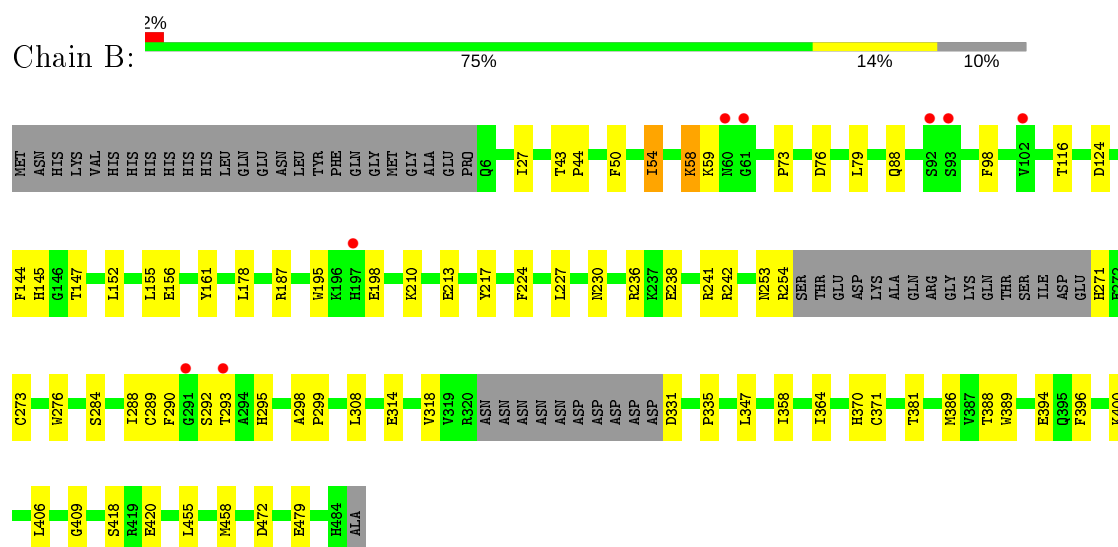 2%
Chain B:
75% 14% 10%
MET ASN HIS LYS VAL HIS HIS HIS HIS HIS HIS LEU GLN GLU ASN LEU TYR PHE GLN GLY MET GLY ALA GLU PRO Q6 I27 T43 P44 F50 I54 K58 K59 N60 G61 P73 D76 L79 Q88 S92 S93 F98 V102 T116 D124
F144 H145 G146 T147 L152 L155 E156 Y161 L178 R187 W195 K196 H197 E198 K210 E213 Y217 F224 L227 N230 R236 K237 E238 R241 R242 N253 R254 SER THR GLU ASP LYS ALA GLN ARG GLY LYS GLN THR SER ILE ASP GLU H271
C273 W276 S284 I288 C289 F290 G291 S292 T293 A294 H295 A298 P299 L308 E314 V318 V319 R320 ASN ASN ASN ASN ASN ASP ASP ASP ASP ASP D331 P335 L347 I358 I364 H370 C371 T381 M386 V387 T388 W389 E394 Q395 F396
L406 G409 S418 R419 E420 L455 M458 D472 E479 H484 ALA